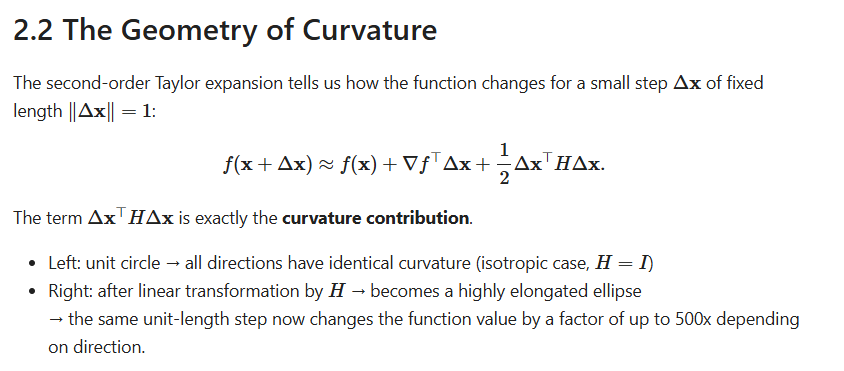 2.2 The Geometry of Curvature
The second-order Taylor expansion tells us how the function changes for a small step Δx of fixed
length ‖Δx‖ = 1:
f(x + Δx) ≈ f(x) + ∇f⊤Δx + 1/2 Δx⊤HΔx.
The term Δx⊤HΔx is exactly the curvature contribution.
• Left: unit circle → all directions have identical curvature (isotropic case, H = I)
• Right: after linear transformation by H → becomes a highly elongated ellipse
→ the same unit-length step now changes the function value by a factor of up to 500x depending
on direction.